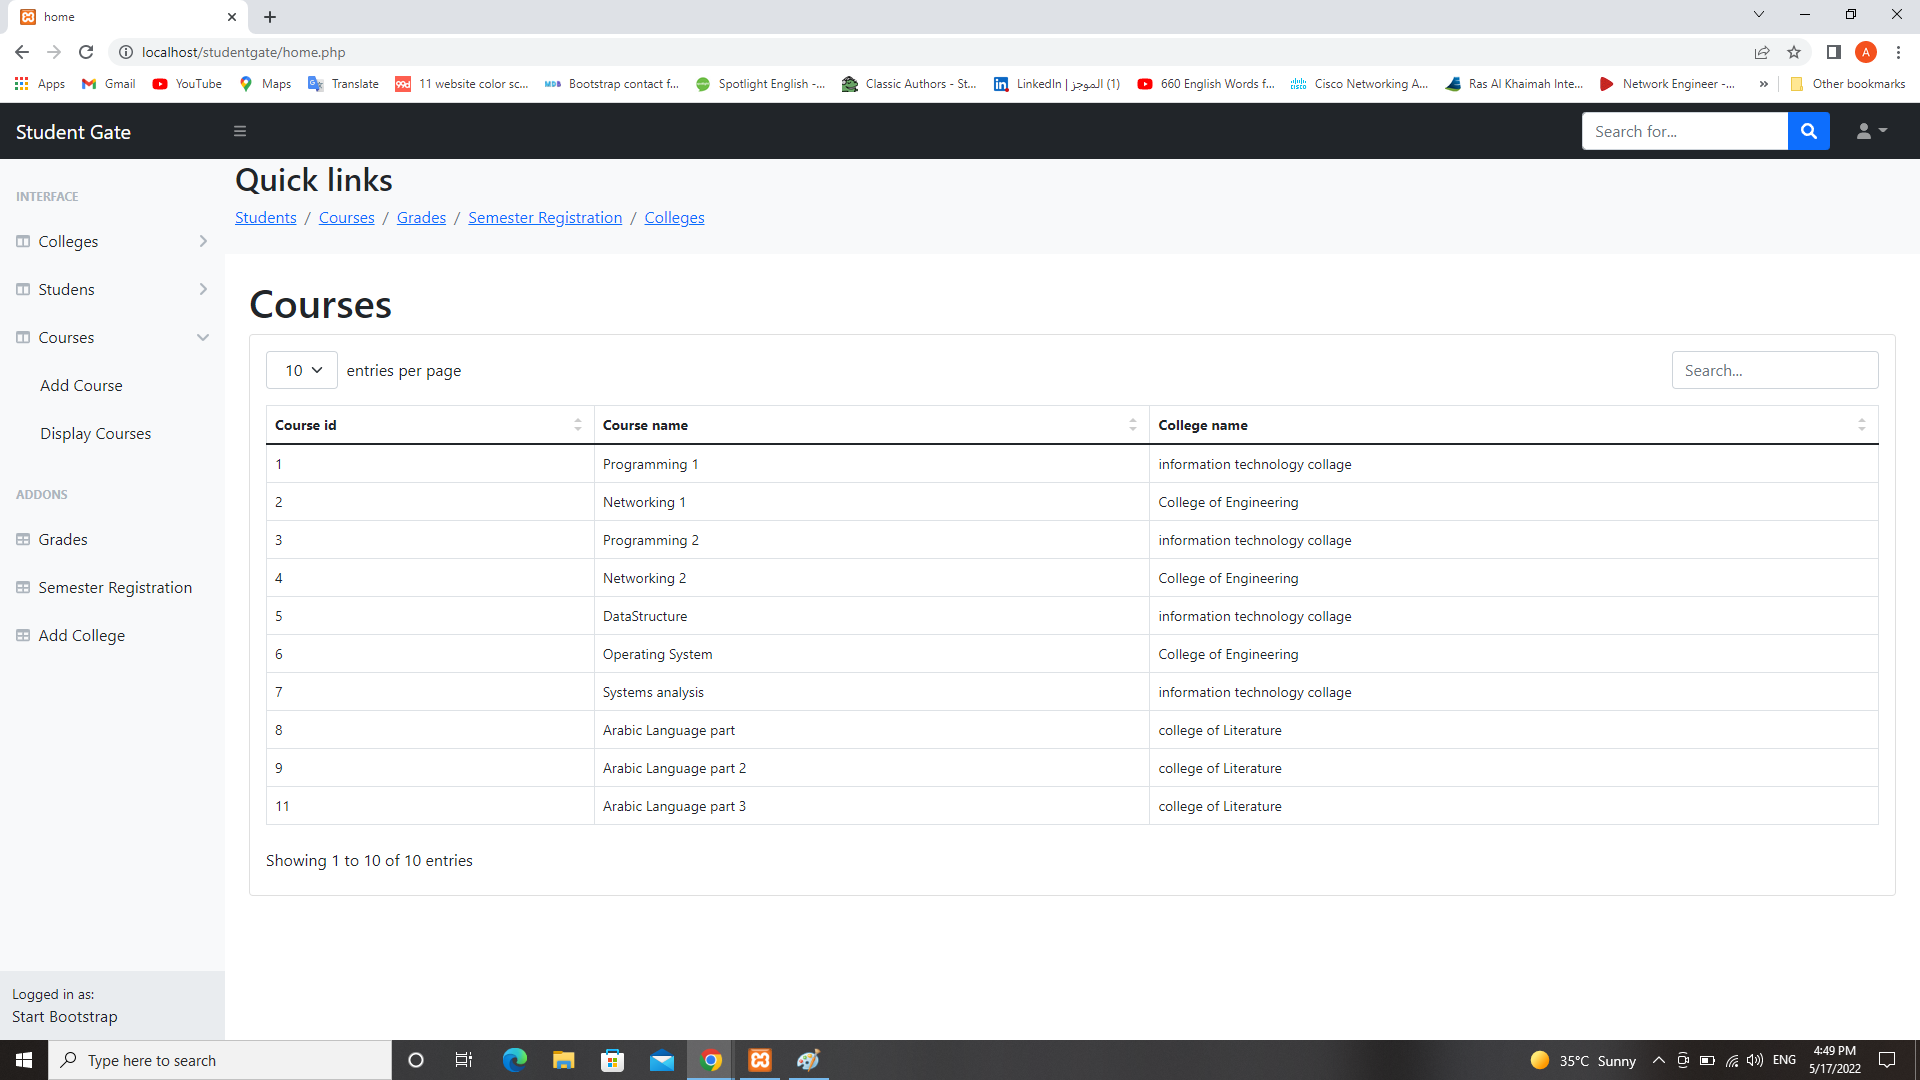 home
localhost/studentgate/home.php
A
Apps Gmail YouTube Maps Translate 11 website color sc... Bootstrap contact f... Spotlight English -... Classic Authors - St... LinkedIn | الموجز (1) 660 English Words f... Cisco Networking A... Ras Al Khaimah Inte... Network Engineer -... » Other bookmarks
Student Gate
Search for...
Quick links
Students / Courses / Grades / Semester Registration / Colleges
INTERFACE
Colleges
Studens
Courses
Add Course
Display Courses
ADDONS
Grades
Semester Registration
Add College
Logged in as:
Start Bootstrap
Courses
10 entries per page
Search...
Course id Course name College name
1 Programming 1 information technology collage
2 Networking 1 College of Engineering
3 Programming 2 information technology collage
4 Networking 2 College of Engineering
5 DataStructure information technology collage
6 Operating System College of Engineering
7 Systems analysis information technology collage
8 Arabic Language part college of Literature
9 Arabic Language part 2 college of Literature
11 Arabic Language part 3 college of Literature
Showing 1 to 10 of 10 entries
Type here to search
35°C Sunny
ENG
4:49 PM
5/17/2022